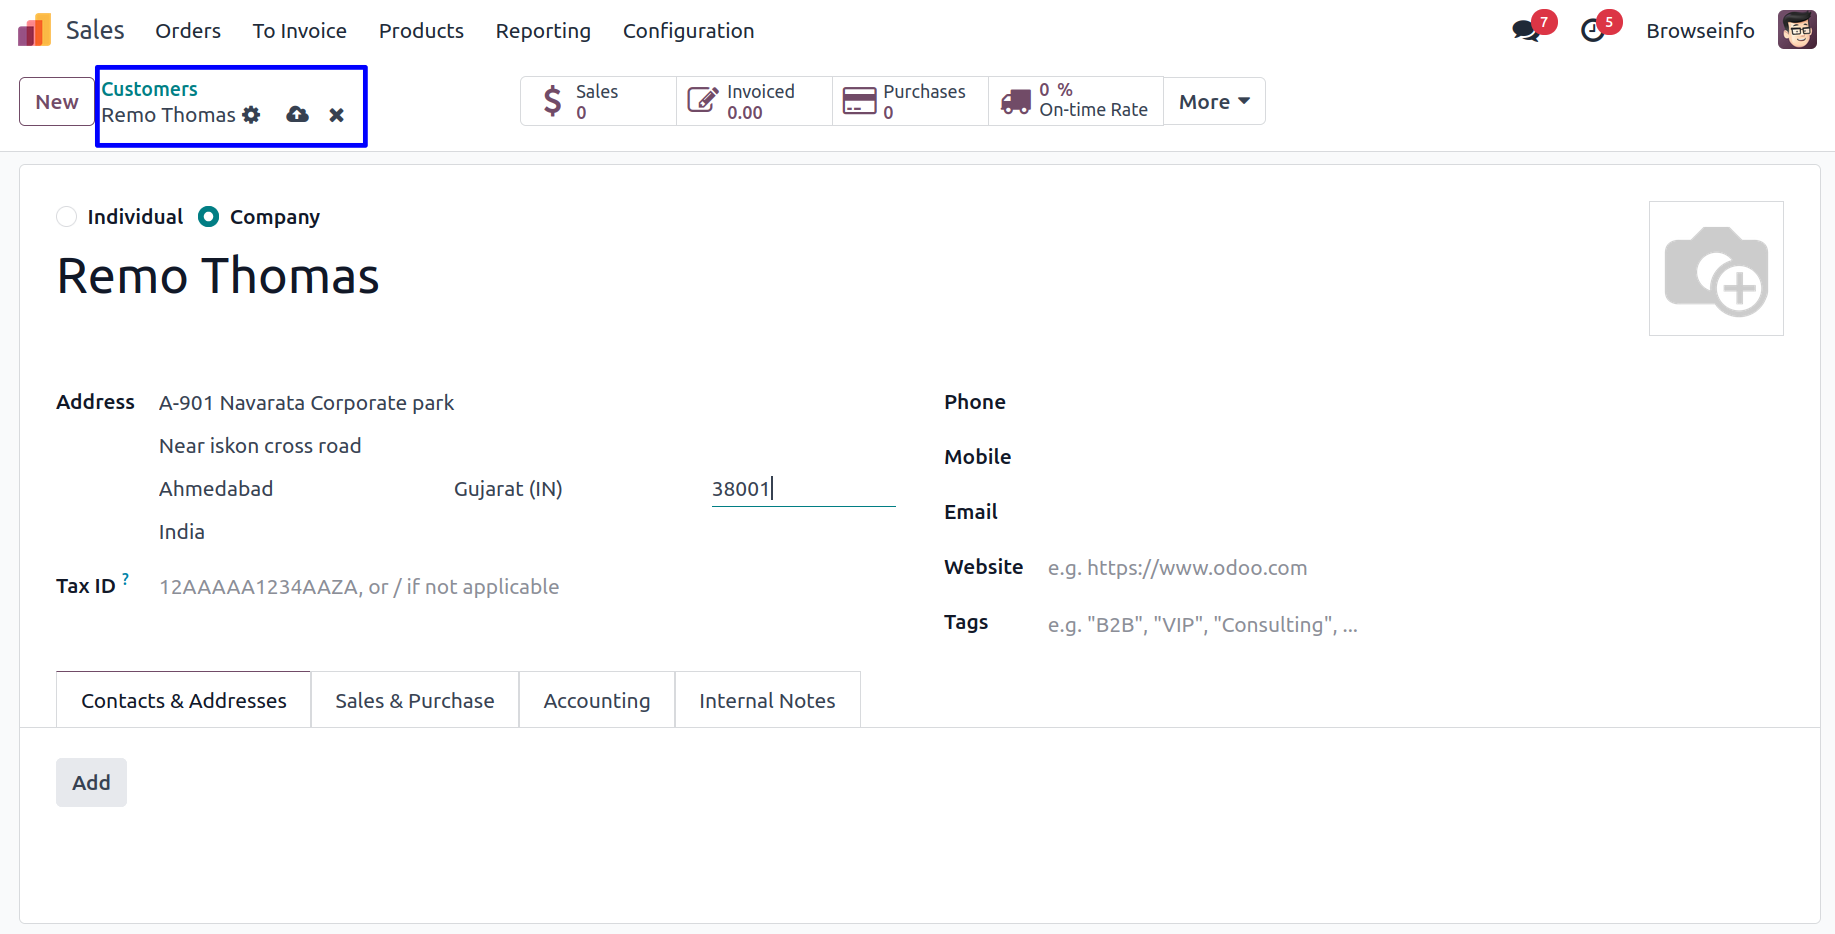 Sales Orders To Invoice Products Reporting Configuration 7 5 Browseinfo
New
Customers
Remo Thomas
Sales
0
Invoiced
0.00
Purchases
0
0 %
On-time Rate
More
Individual Company
Remo Thomas
Address
A-901 Navarata Corporate park
Near iskon cross road
Ahmedabad Gujarat (IN) 38001
India
Tax ID ? 12AAAAA1234AAZA, or / if not applicable
Phone
Mobile
Email
Website e.g. https://www.odoo.com
Tags e.g. "B2B", "VIP", "Consulting", ...
Contacts & Addresses Sales & Purchase Accounting Internal Notes
Add